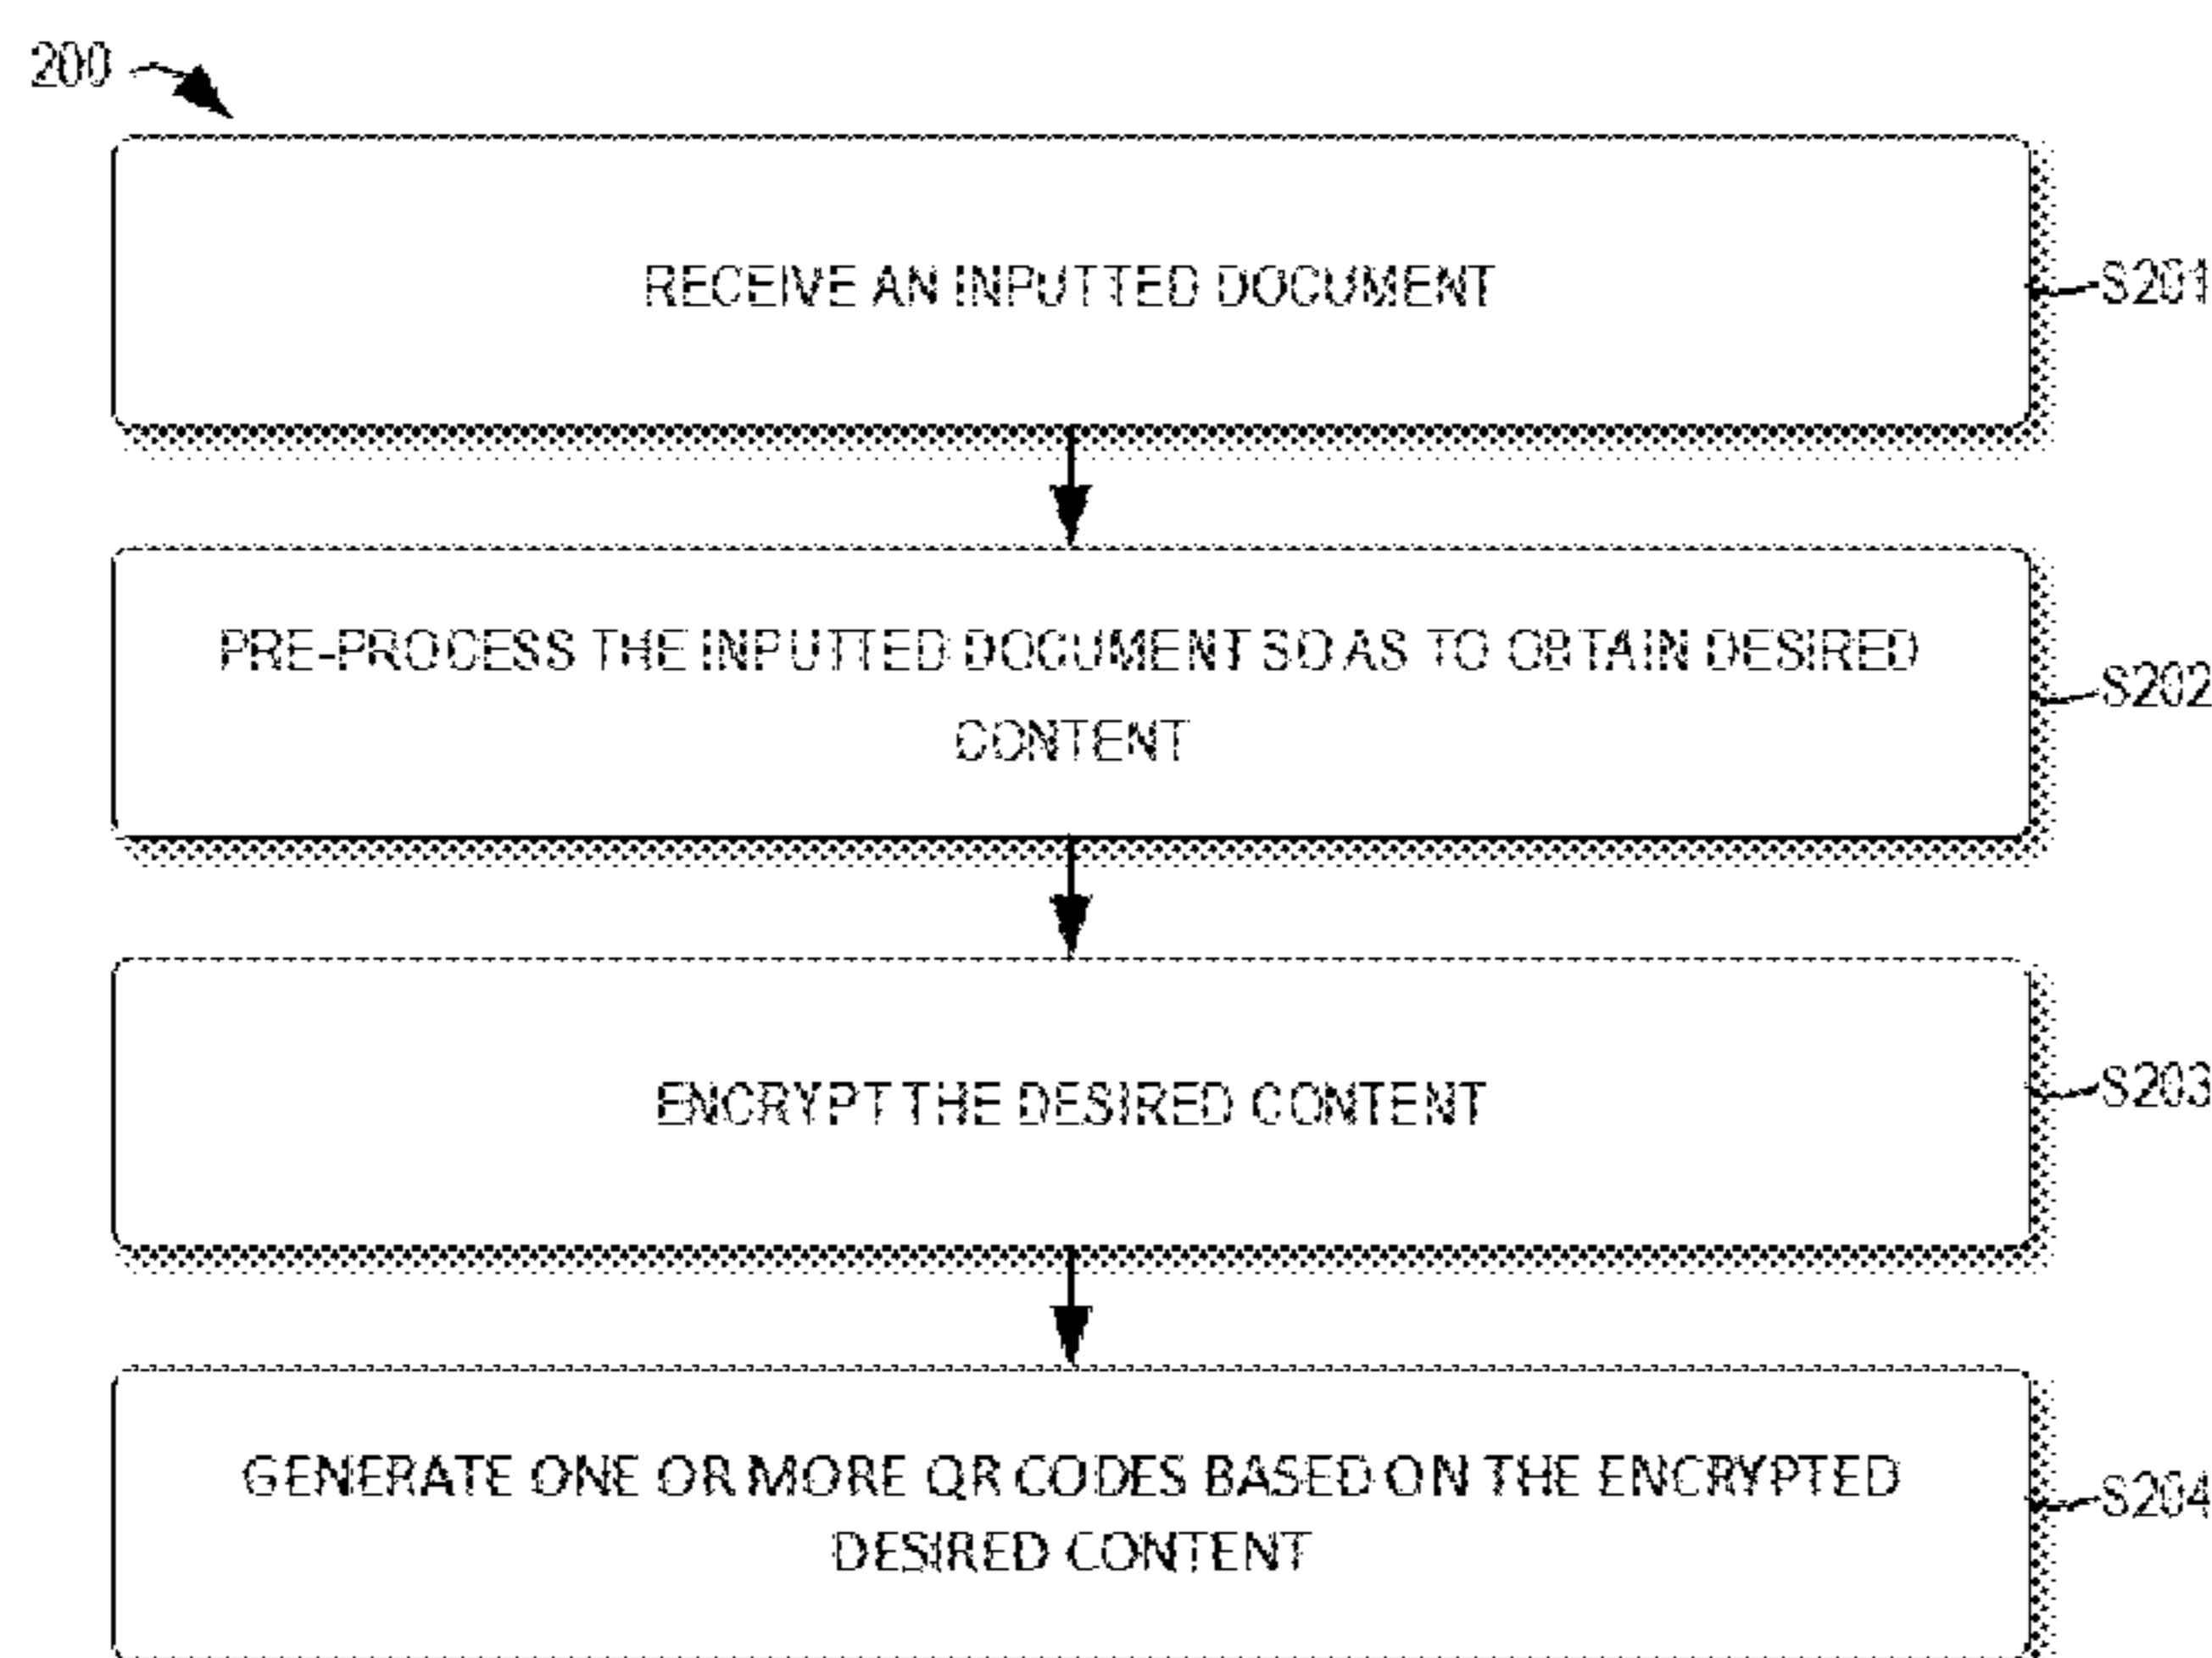 200
RECEIVE AN INPUTTED DOCUMENT
S201
PRE-PROCESS THE INPUTTED DOCUMENT SO AS TO OBTAIN DESIRED
CONTENT
S202
ENCRYPT THE DESIRED CONTENT
S203
GENERATE ONE OR MORE QR CODES BASED ON THE ENCRYPTED
DESIRED CONTENT
S204